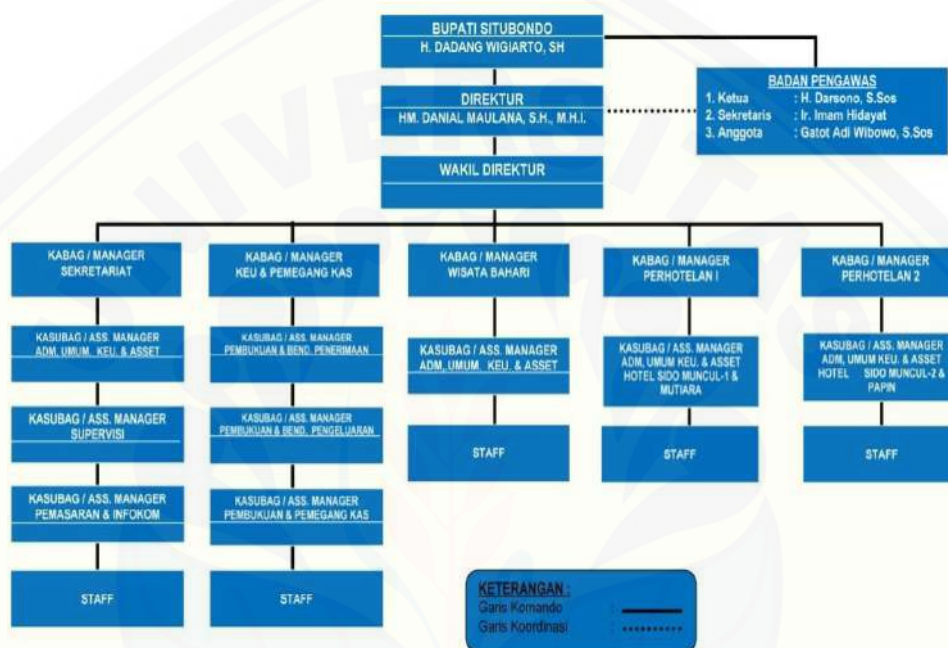 BUPATI SITUBONDO
H. DADANG WIGIARTO, SH
DIREKTUR
HM. DANIAL MAULANA, S.H., M.H.I.
BADAN PENGAWAS
1. Ketua : H. Darsono, S.Sos
2. Sekretaris : Ir. Imam Hidayat
3. Anggota : Gatot Adi Wibowo, S.Sos
WAKIL DIREKTUR
KABAG / MANAGER
SEKRETARIAT
KASUBAG / ASS. MANAGER
ADM, UMUM. KEU. & ASSET
KASUBAG / ASS. MANAGER
SUPERVISI
KASUBAG / ASS. MANAGER
PEMASARAN & INFOKOM
STAFF
KABAG / MANAGER
KEU & PEMEGANG KAS
KASUBAG / ASS. MANAGER
PEMBUKUAN & BEND. PENERIMAAN
KASUBAG / ASS. MANAGER
PEMBUKUAN & BEND. PENGELUARAN
KASUBAG / ASS. MANAGER
PEMBUKUAN & PEMEGANG KAS
STAFF
KABAG / MANAGER
WISATA BAHARI
KASUBAG / ASS. MANAGER
ADM, UMUM. KEU. & ASSET
STAFF
KABAG / MANAGER
PERHOTELAN I
KASUBAG / ASS. MANAGER
ADM, UMUM KEU. & ASSET
HOTEL SIDO MUNCUL-1 &
MUTIARA
STAFF
KABAG / MANAGER
PERHOTELAN 2
KASUBAG / ASS. MANAGER
ADM, UMUM KEU. & ASSET
HOTEL SIDO MUNCUL-2 &
PAPIN
STAFF
KETERANGAN :
Garis Komando :
Garis Koordinasi :
UNIVERSITAS